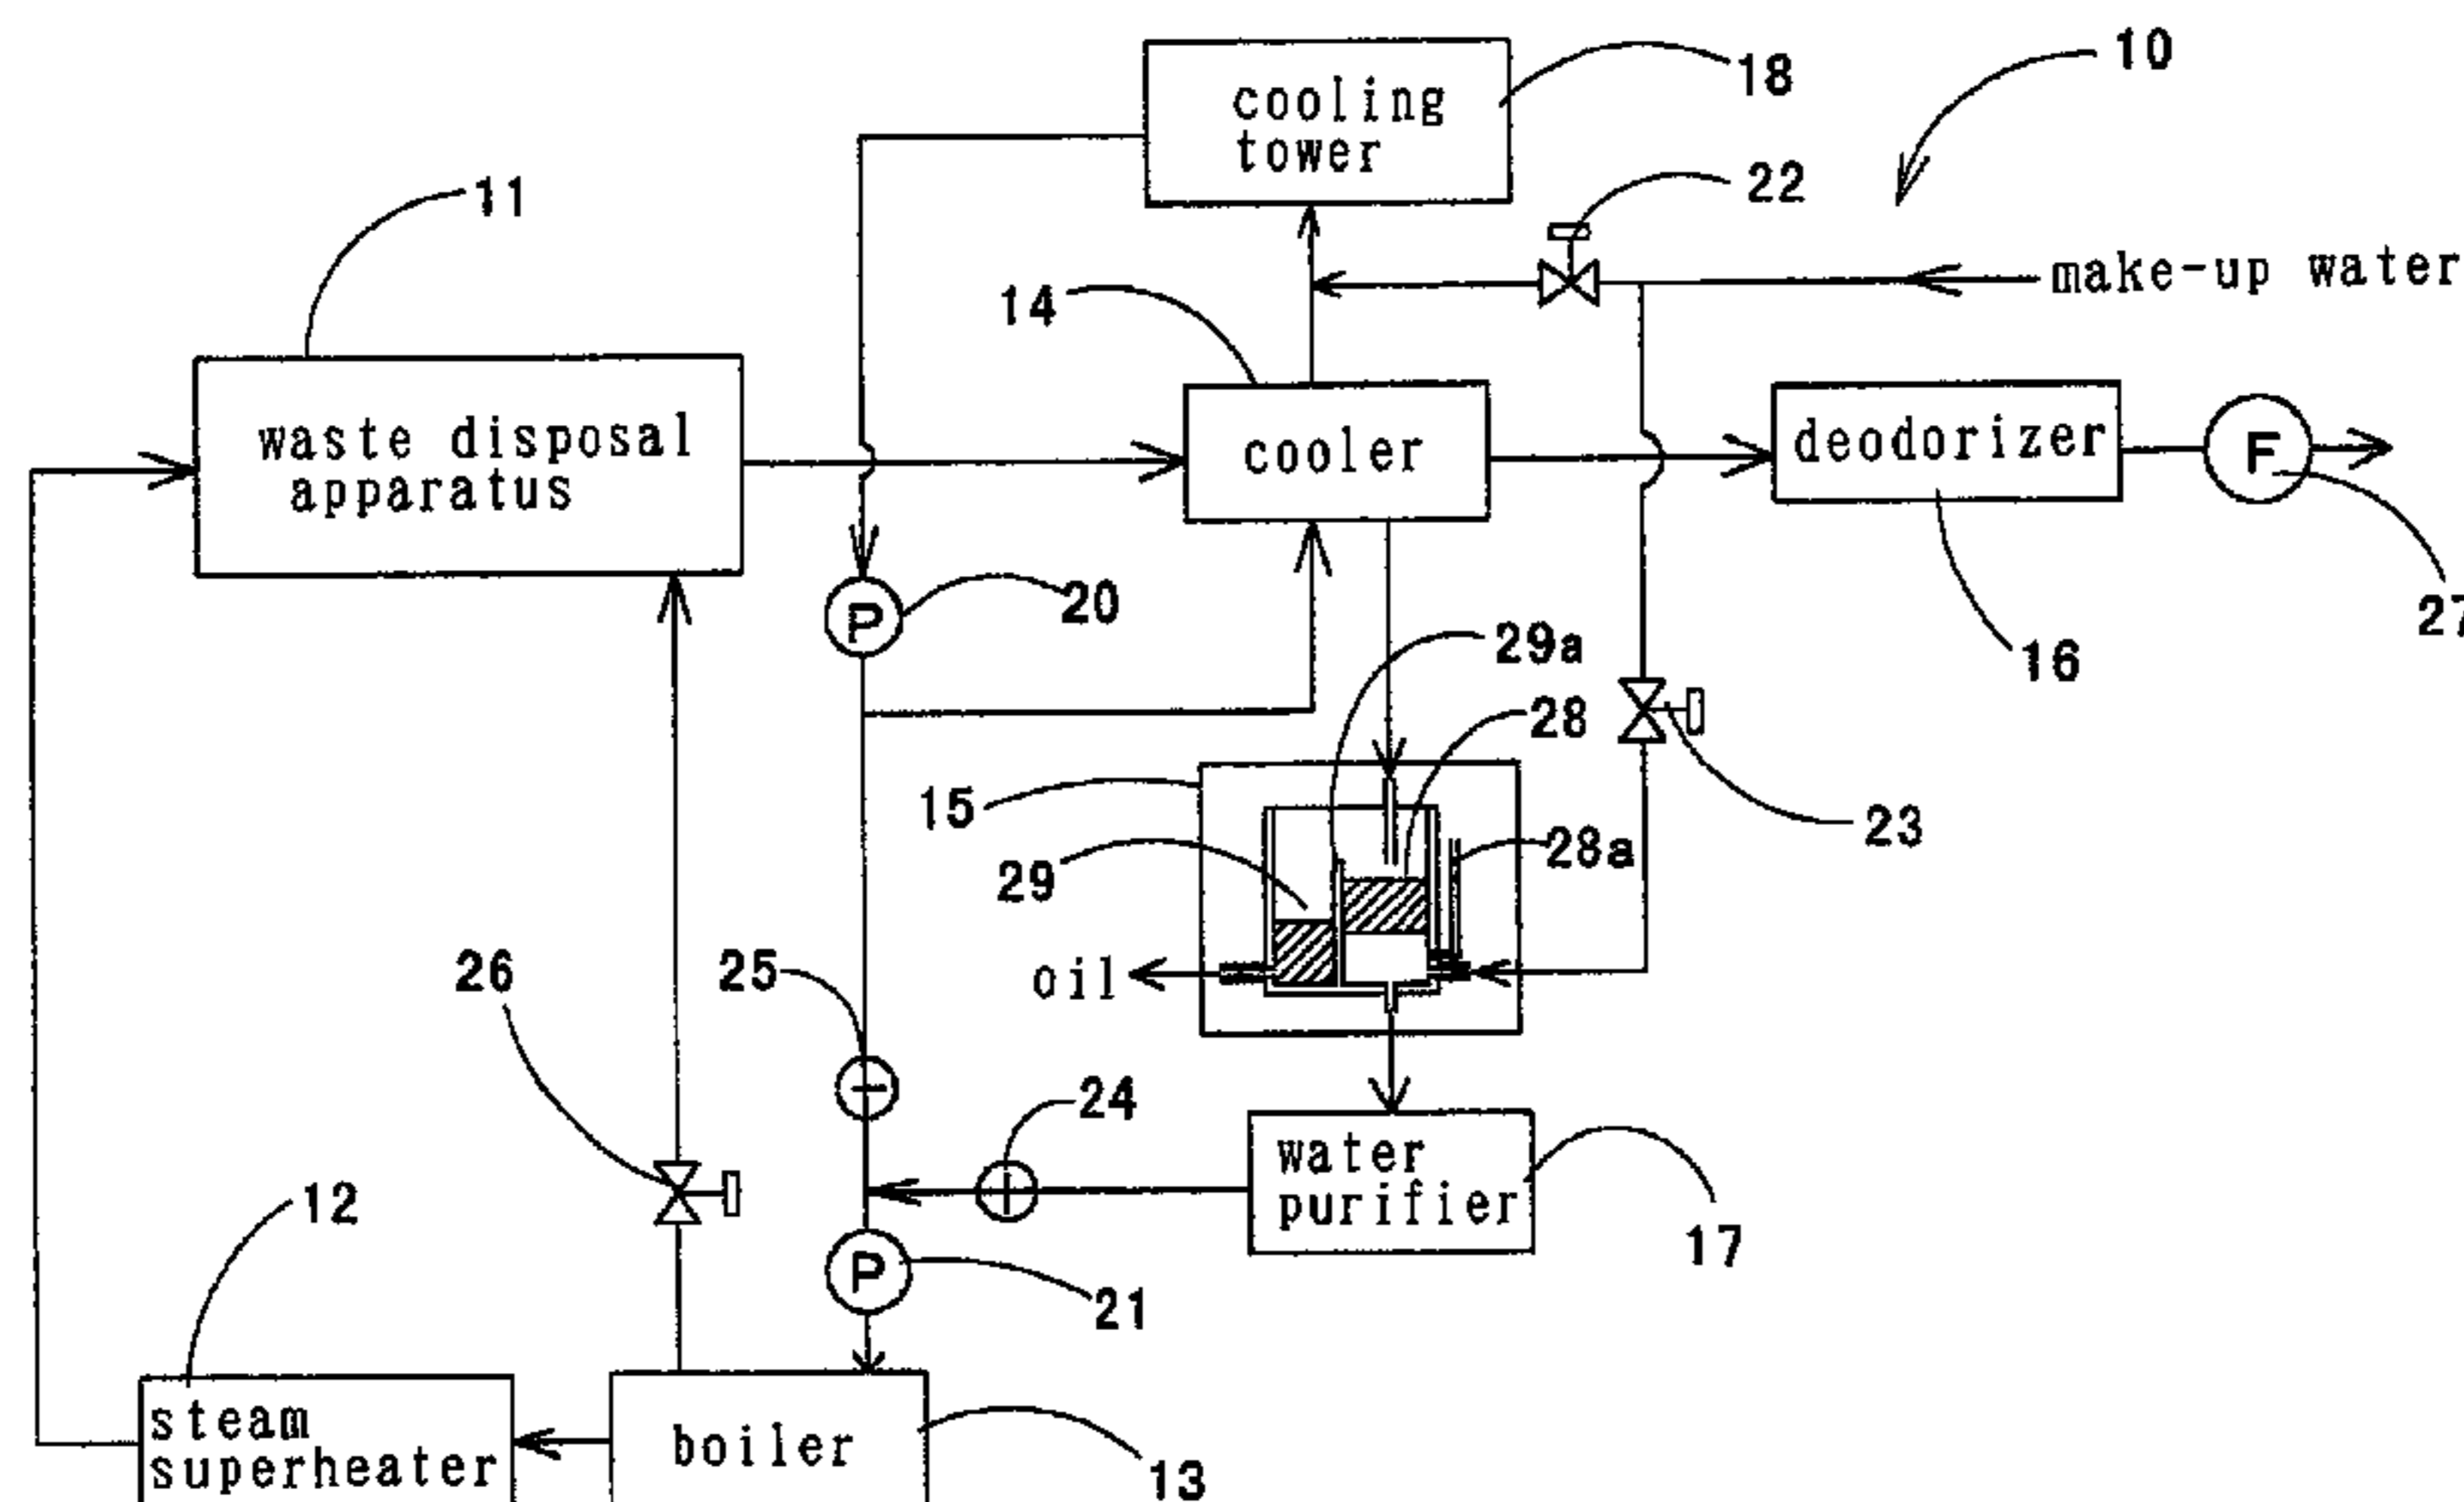 cooling
tower
18
10
22
11
make-up water
14
waste disposal
apparatus
cooler
deodorizer
F
27
P
20
29a
16
28
15
23
28a
29
25
26
oil
24
water
purifier
12
17
P
21
steam
superheater
boiler
13